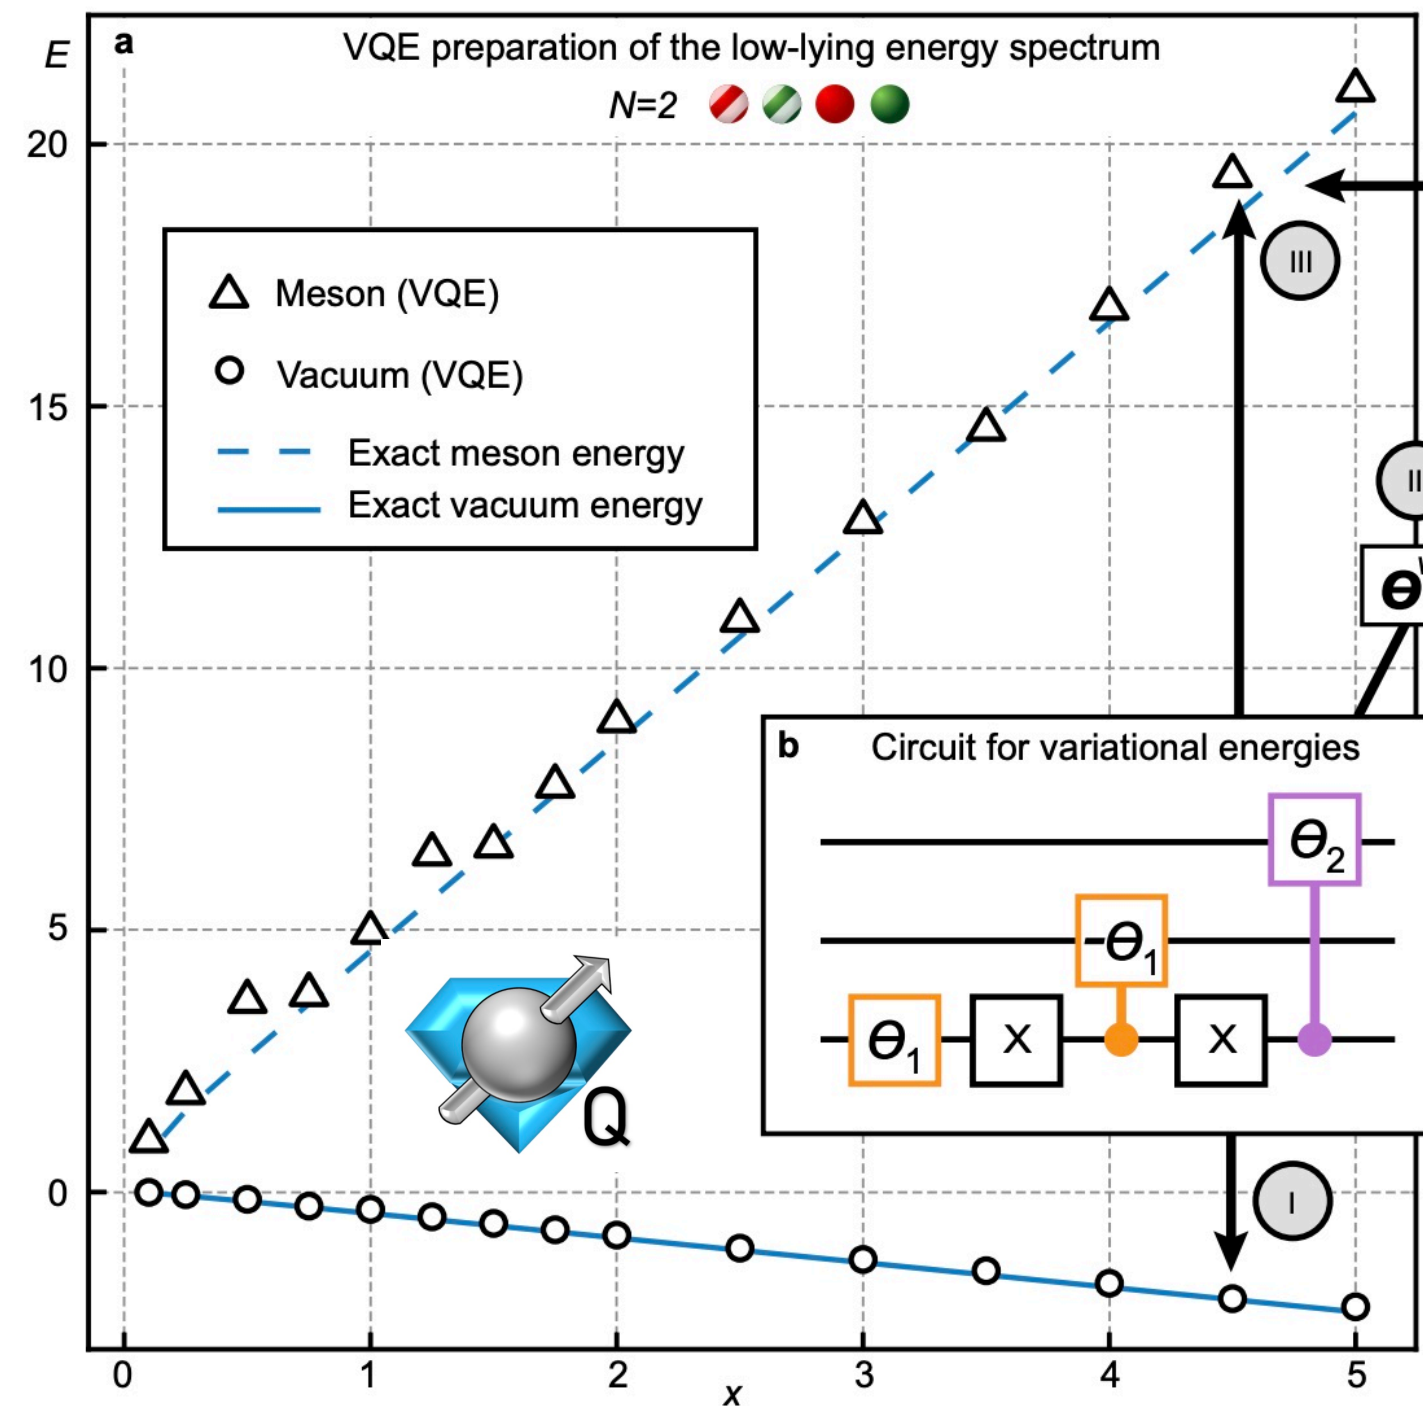 a VQE preparation of the low-lying energy spectrum
E
N=2
20
15
10
5
0
Meson (VQE)
Vacuum (VQE)
Exact meson energy
Exact vacuum energy
III
II
ϴ
b Circuit for variational energies
ϴ2
-ϴ1
ϴ1 X X
Q
I
0 1 2 3 4 5
x